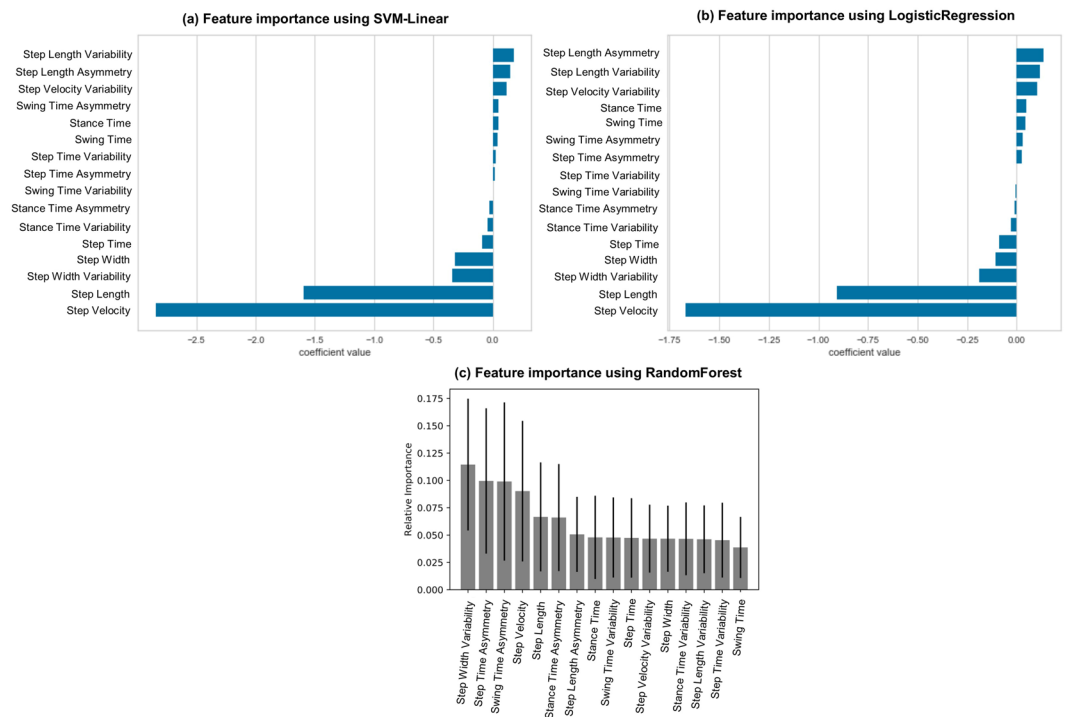 (a) Feature importance using SVM-Linear
Step Length Variability
Step Length Asymmetry
Step Velocity Variability
Swing Time Asymmetry
Stance Time
Swing Time
Step Time Variability
Step Time Asymmetry
Swing Time Variability
Stance Time Asymmetry
Stance Time Variability
Step Time
Step Width
Step Width Variability
Step Length
Step Velocity
−2.5 −2.0 −1.5 −1.0 −0.5 0.0
coefficient value
(b) Feature importance using LogisticRegression
Step Length Asymmetry
Step Length Variability
Step Velocity Variability
Stance Time
Swing Time
Swing Time Asymmetry
Step Time Asymmetry
Step Time Variability
Swing Time Variability
Stance Time Asymmetry
Stance Time Variability
Step Time
Step Width
Step Width Variability
Step Length
Step Velocity
−1.75 −1.50 −1.25 −1.00 −0.75 −0.50 −0.25 0.00
coefficient value
(c) Feature importance using RandomForest
Relative Importance
0.175
0.150
0.125
0.100
0.075
0.050
0.025
0.000
Step Width Variability
Step Time Asymmetry
Swing Time Asymmetry
Step Velocity
Step Length
Stance Time Asymmetry
Step Length Asymmetry
Stance Time
Swing Time Variability
Step Time
Step Velocity Variability
Step Width
Stance Time Variability
Step Length Variability
Step Time Variability
Swing Time